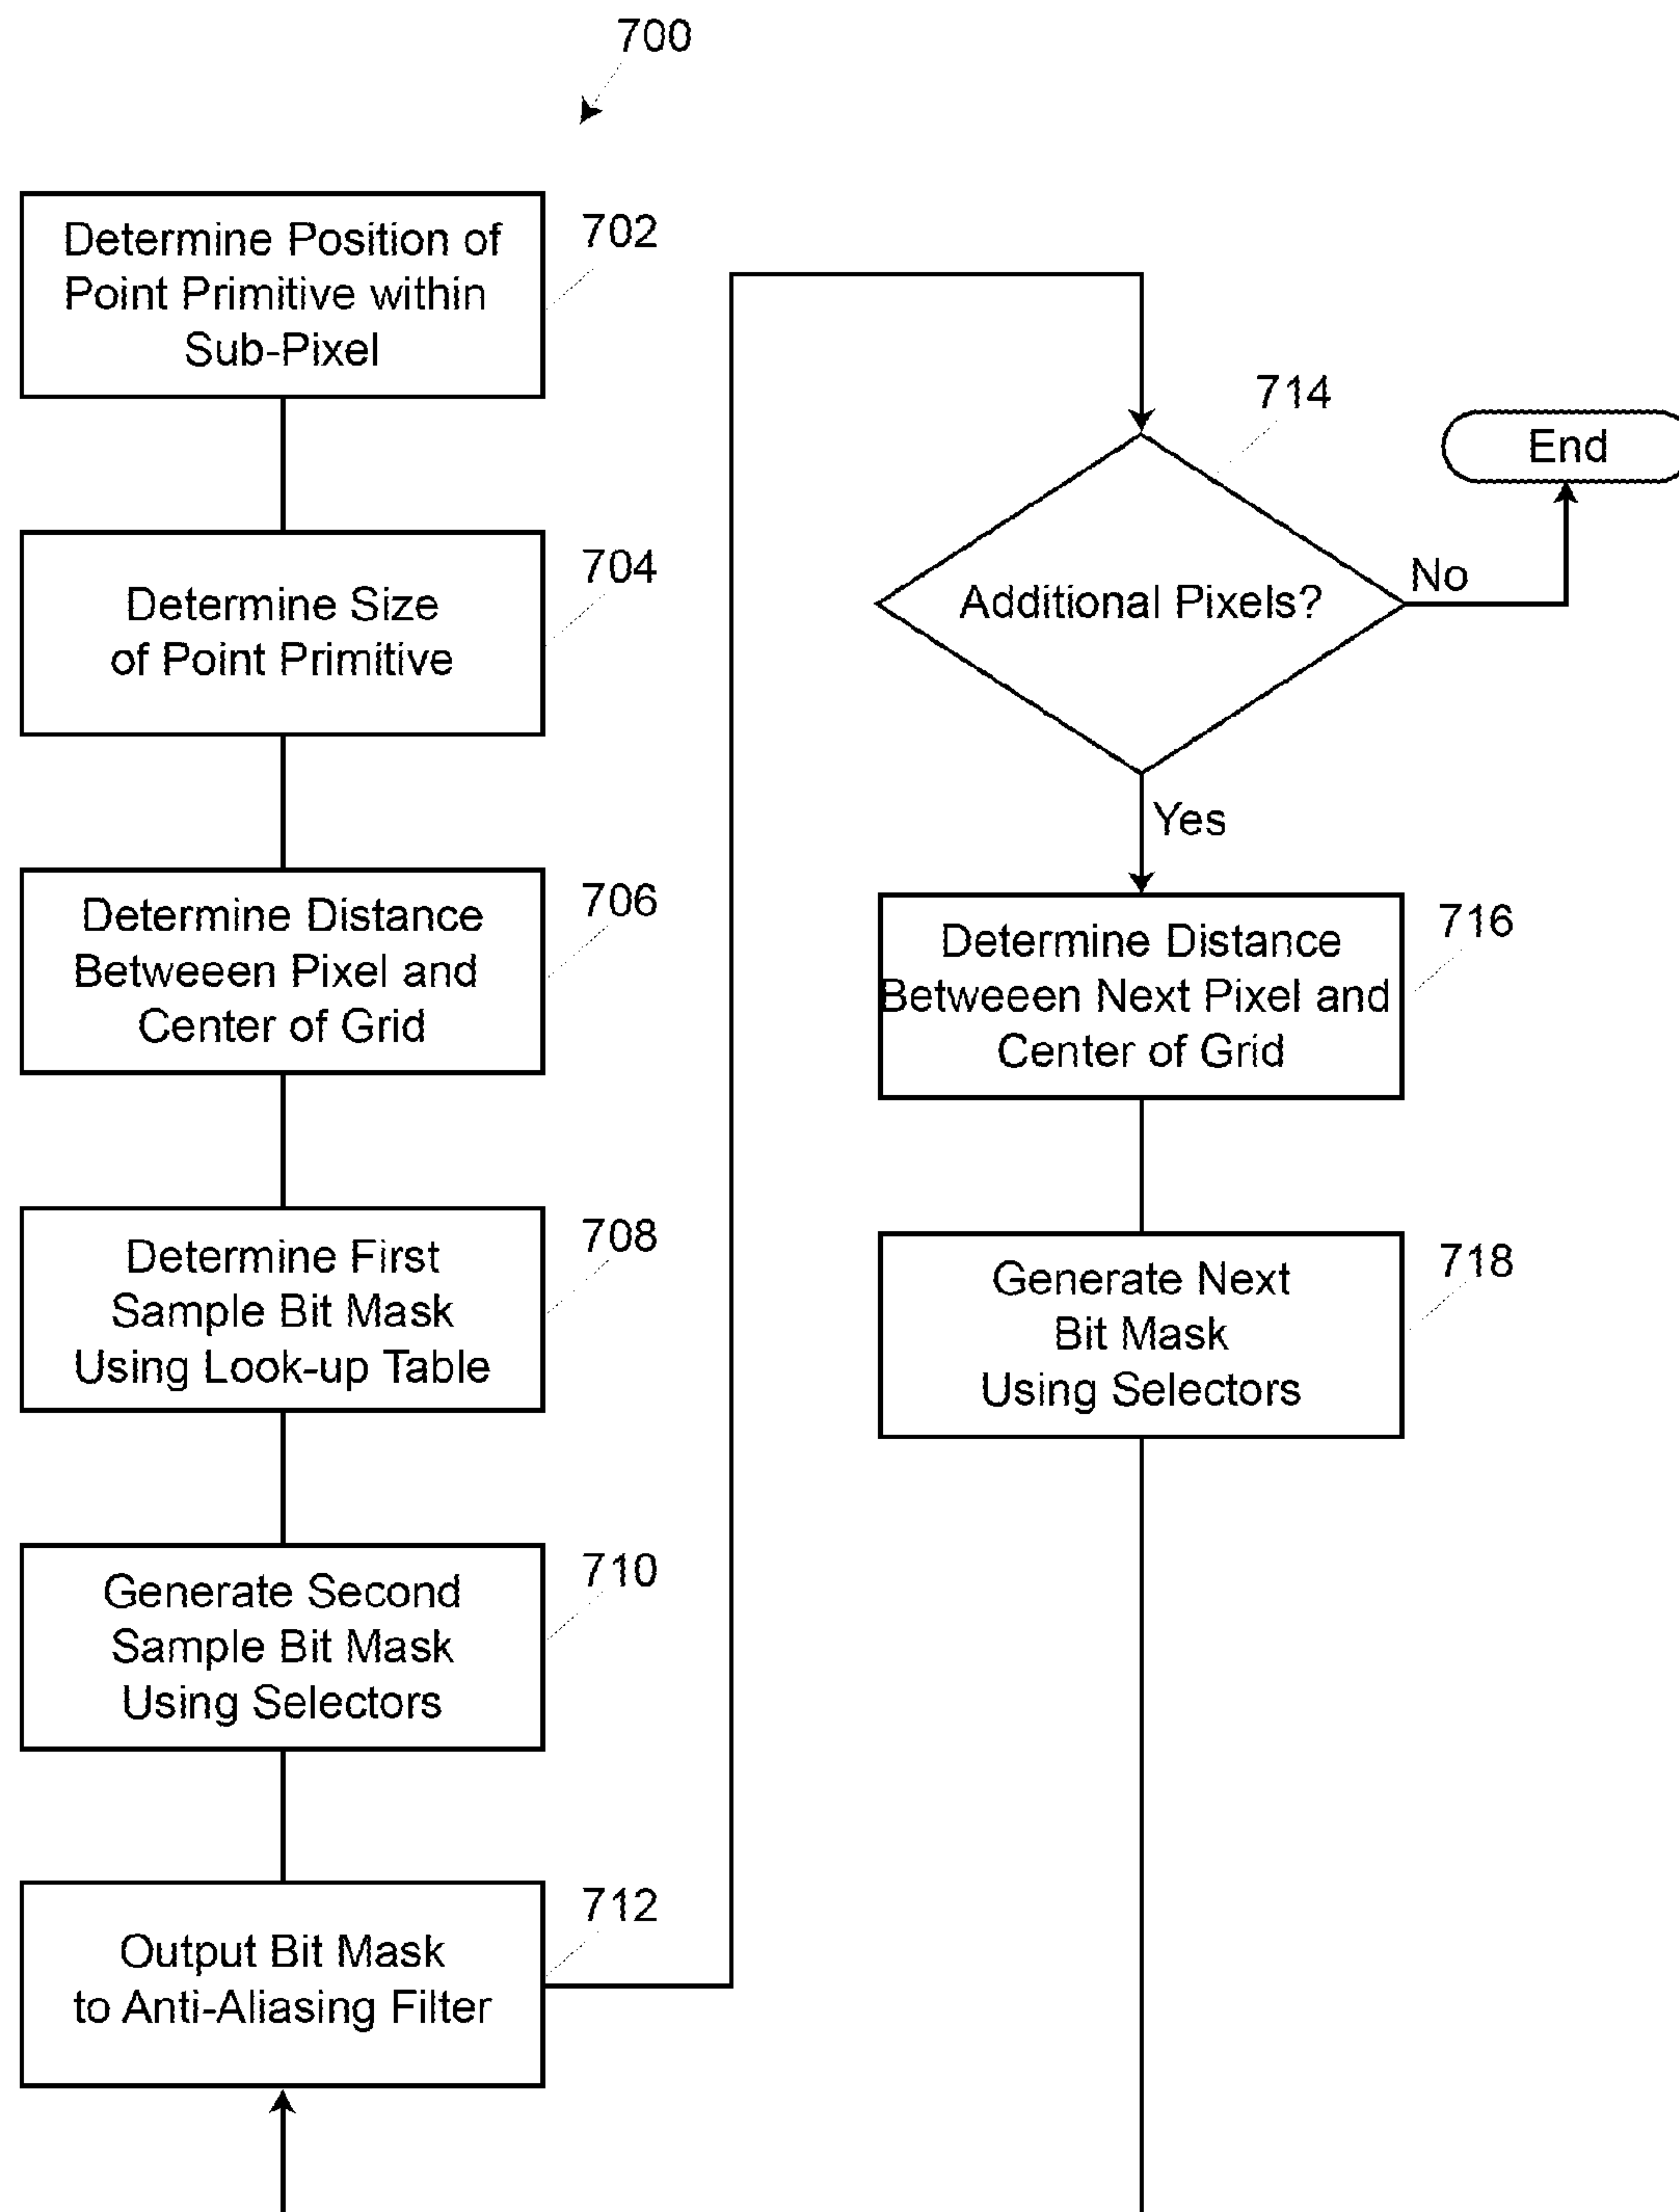 700
Determine Position of
Point Primitive within
Sub-Pixel
702
Determine Size
of Point Primitive
704
Determine Distance
Betweeen Pixel and
Center of Grid
706
Determine First
Sample Bit Mask
Using Look-up Table
708
Generate Second
Sample Bit Mask
Using Selectors
710
Output Bit Mask
to Anti-Aliasing Filter
712
714
Additional Pixels?
No
End
Yes
Determine Distance
Betweeen Next Pixel and
Center of Grid
716
Generate Next
Bit Mask
Using Selectors
718